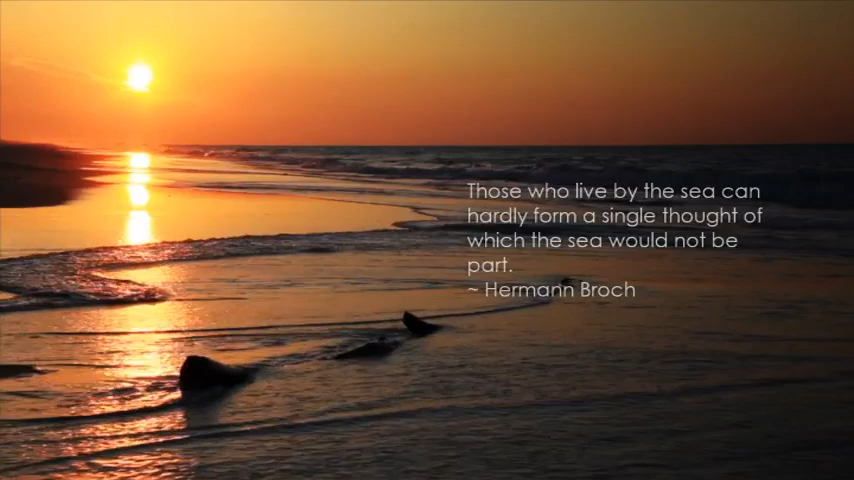 Those who live by the sea can
hardly form a single thought of
which the sea would not be
part.
~ Hermann Broch